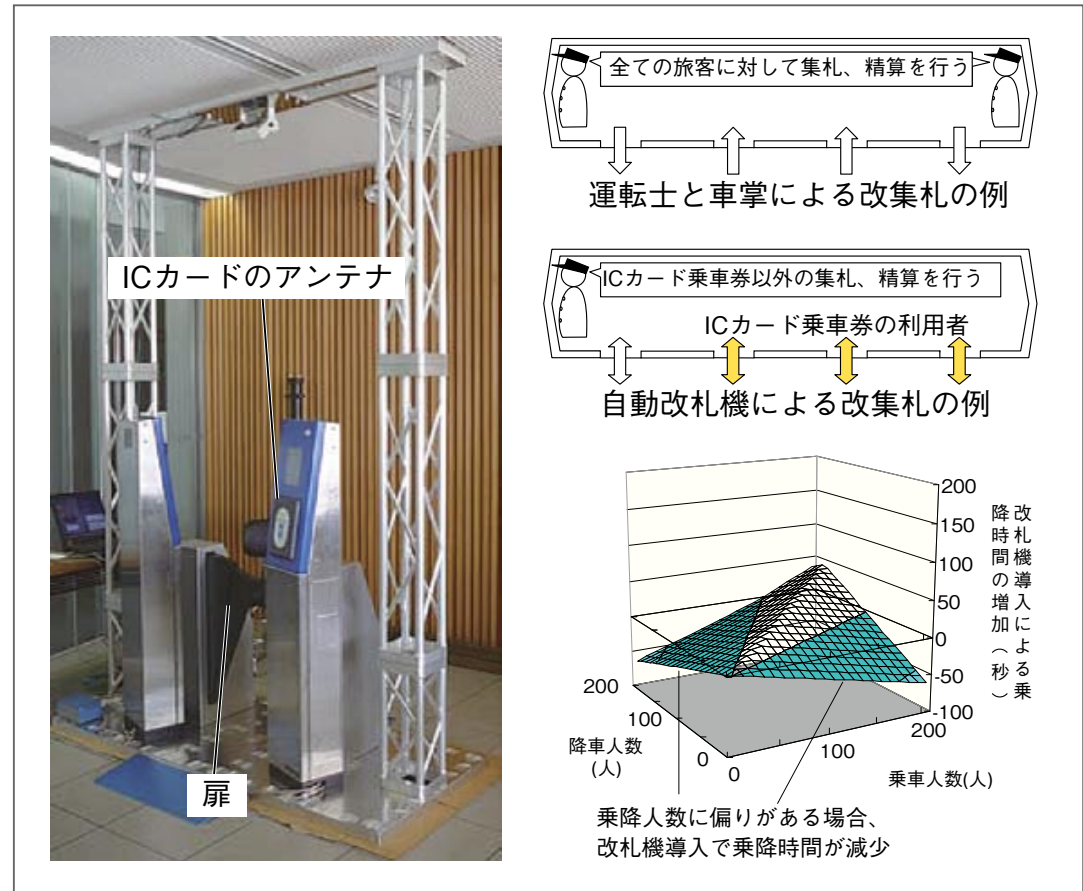 ICカードのアンテナ
扉
全ての旅客に対して集札、精算を行う
運転士と車掌による改集札の例
ICカード乗車券以外の集札、精算を行う
ICカード乗車券の利用者
自動改札機による改集札の例
200
150
100
50
0
-50
-100
改札機導入による乗
降時間の増加(秒)
200
100
0
降車人数
(人)
0
100
200
乗車人数(人)
乗降人数に偏りがある場合、
改札機導入で乗降時間が減少